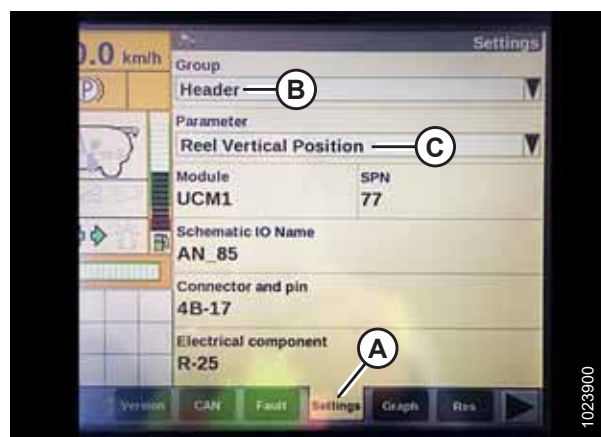 0.0 km/h
Settings
Group
Header
B
Parameter
Reel Vertical Position
C
Module SPN
UCM1 77
Schematic IO Name
AN_85
Connector and pin
4B-17
Electrical component
R-25
A
Version CAN Fault Settings Graph Res
1023900